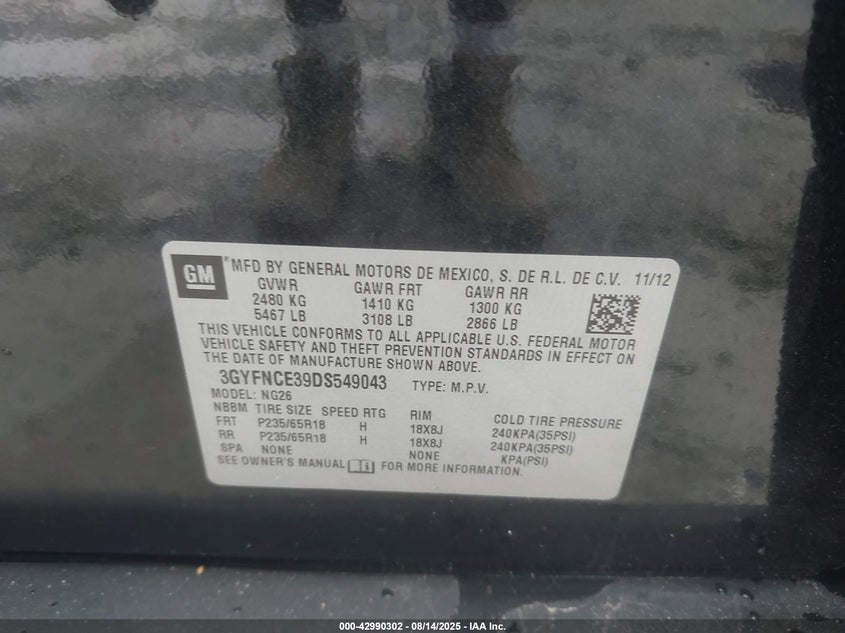 GM ® MFD BY GENERAL MOTORS DE MEXICO, S. DE R.L. DE C.V. 11/12
GVWR GAWR FRT GAWR RR
2480 KG 1410 KG 1300 KG
5467 LB 3108 LB 2866 LB
THIS VEHICLE CONFORMS TO ALL APPLICABLE U.S. FEDERAL MOTOR
VEHICLE SAFETY AND THEFT PREVENTION STANDARDS IN EFFECT ON
THE DATE OF MANUFACTURE SHOWN ABOVE.
3GYFNCE39DS549043 TYPE: M.P.V.
MODEL: NG26
NBBM TIRE SIZE SPEED RTG RIM COLD TIRE PRESSURE
FRT P235/65R18 H 18X8J 240KPA(35PSI)
RR P235/65R18 H 18X8J 240KPA(35PSI)
SPA NONE NONE KPA(PSI)
SEE OWNER'S MANUAL FOR MORE INFORMATION.
000-42990302 - 08/14/2025 - IAA Inc.